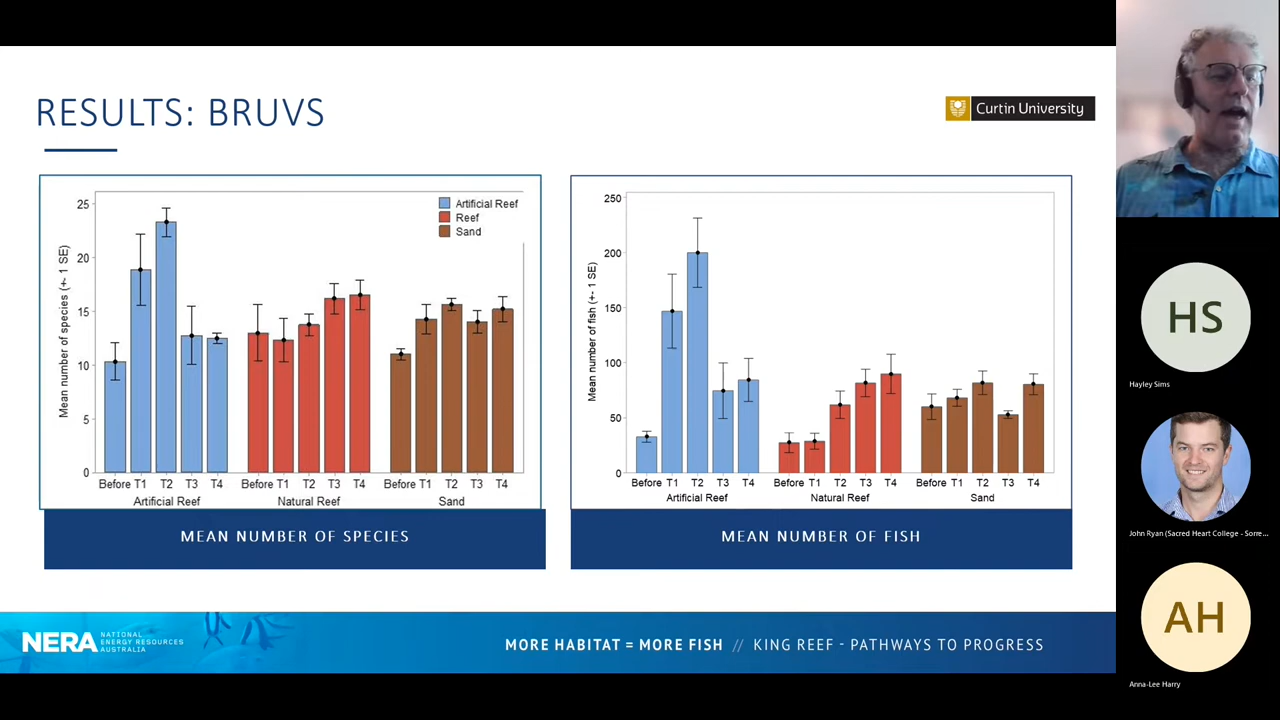 RESULTS: BRUVS
Curtin University
25
20
15
10
5
0
Mean number of species (+- 1 SE)
Artificial Reef
Reef
Sand
Before T1 T2 T3 T4
Before T1 T2 T3 T4
Before T1 T2 T3 T4
Artificial Reef
Natural Reef
Sand
MEAN NUMBER OF SPECIES
250
200
150
100
50
0
Mean number of fish (+- 1 SE)
Before T1 T2 T3 T4
Before T1 T2 T3 T4
Before T1 T2 T3 T4
Artificial Reef
Natural Reef
Sand
MEAN NUMBER OF FISH
NERA NATIONAL
ENERGY RESOURCES
AUSTRALIA
MORE HABITAT = MORE FISH // KING REEF - PATHWAYS TO PROGRESS
HS
Hayley Sims
John Ryan (Sacred Heart College - Sorre...
AH
Anna-Lee Harry